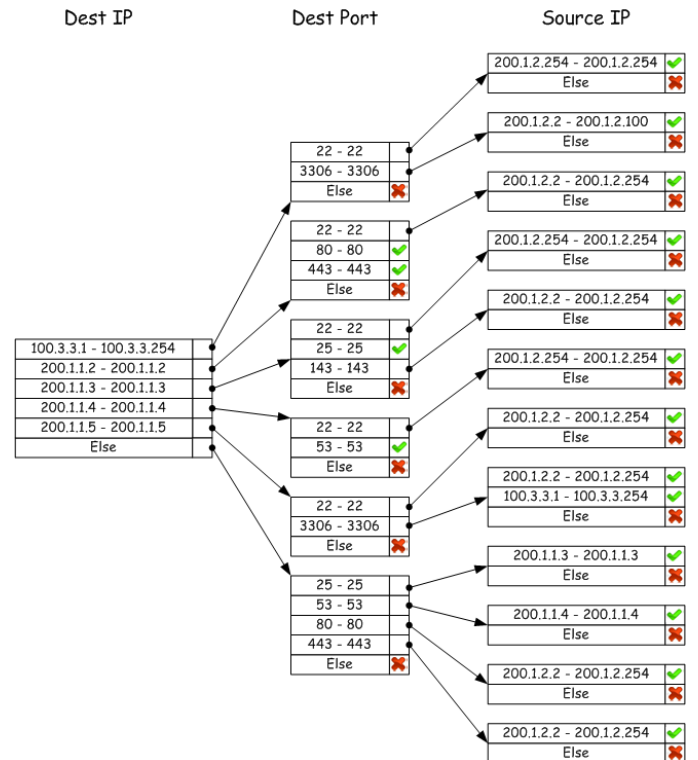 Dest IP
Dest Port
Source IP
100.3.3.1 - 100.3.3.254
200.1.1.2 - 200.1.1.2
200.1.1.3 - 200.1.1.3
200.1.1.4 - 200.1.1.4
200.1.1.5 - 200.1.1.5
Else
22 - 22
3306 - 3306
Else
22 - 22
80 - 80
443 - 443
Else
22 - 22
25 - 25
143 - 143
Else
22 - 22
53 - 53
Else
22 - 22
3306 - 3306
Else
25 - 25
53 - 53
80 - 80
443 - 443
Else
200.1.2.254 - 200.1.2.254
Else
200.1.2.2 - 200.1.2.100
Else
200.1.2.2 - 200.1.2.254
Else
200.1.2.254 - 200.1.2.254
Else
200.1.2.2 - 200.1.2.254
Else
200.1.2.254 - 200.1.2.254
Else
200.1.2.2 - 200.1.2.254
Else
200.1.2.2 - 200.1.2.254
100.3.3.1 - 100.3.3.254
Else
200.1.1.3 - 200.1.1.3
Else
200.1.1.4 - 200.1.1.4
Else
200.1.2.2 - 200.1.2.254
Else
200.1.2.2 - 200.1.2.254
Else